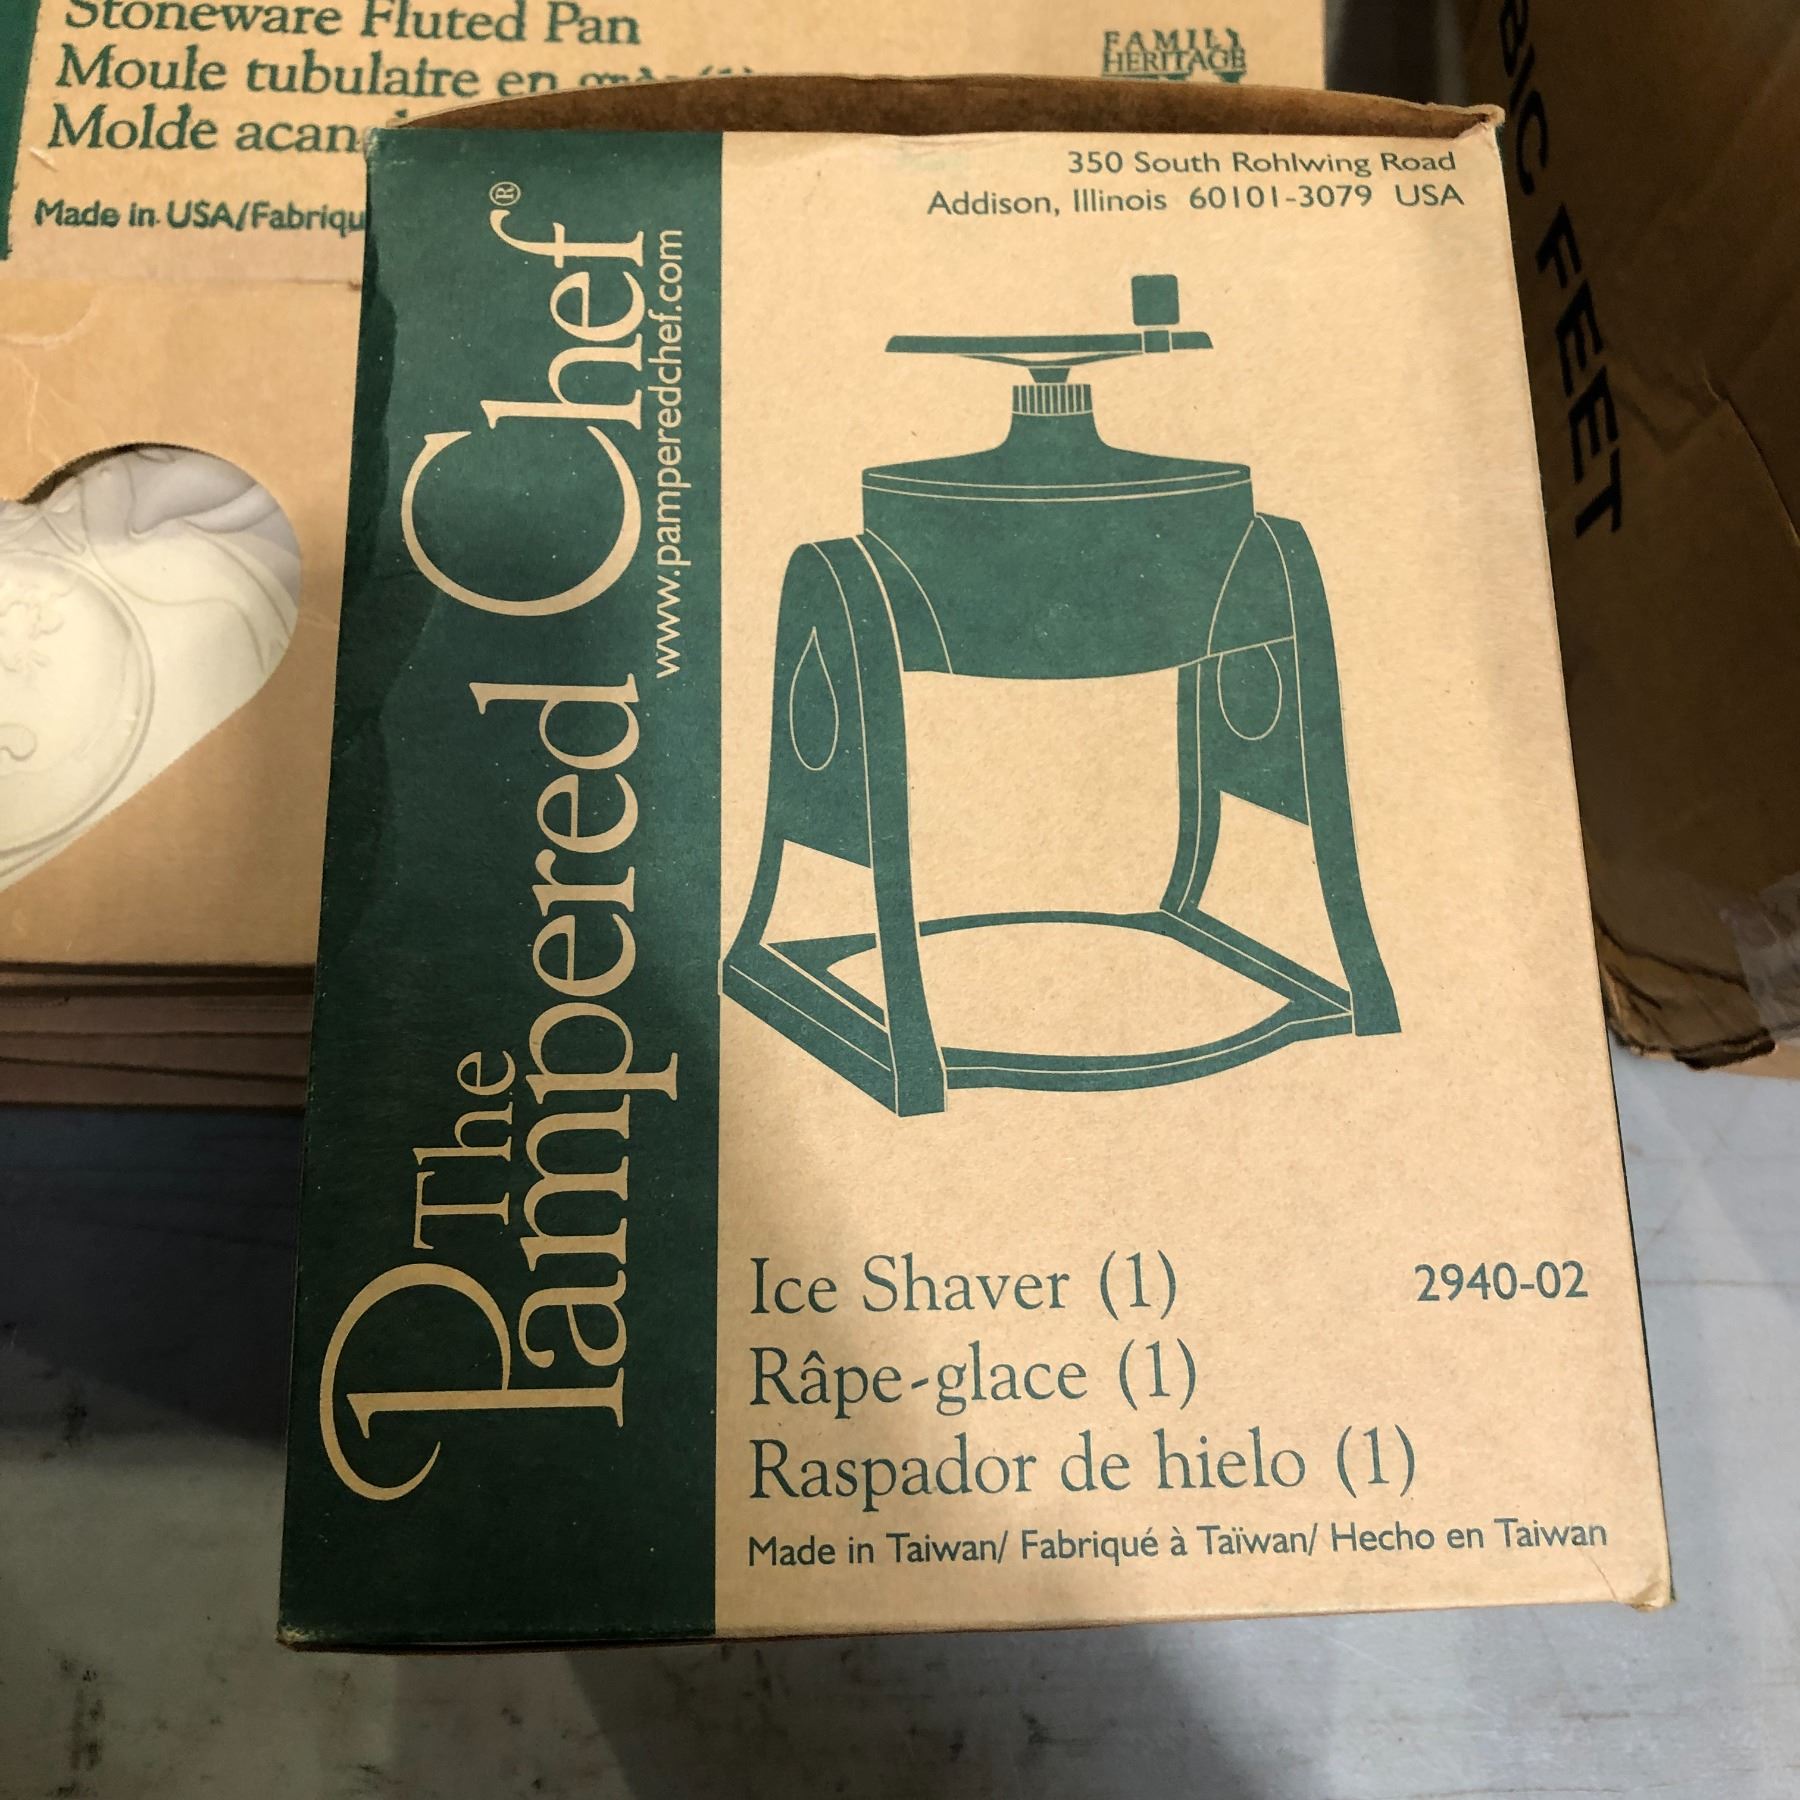 Stoneware Fluted Pan
Moule tubulaire en
Molde
Made in USA/
FAMILY
HERITAGE
BIC FEET
The
Pampered Chef®
www.pamperedchef.com
350 South Rohlwing Road
Addison, Illinois 60101-3079 USA
Ice Shaver (1)
2940-02
Râpe-glace (1)
Raspador de hielo (1)
Made in Taiwan/ Fabriqué à Taïwan/ Hecho en Taiwan